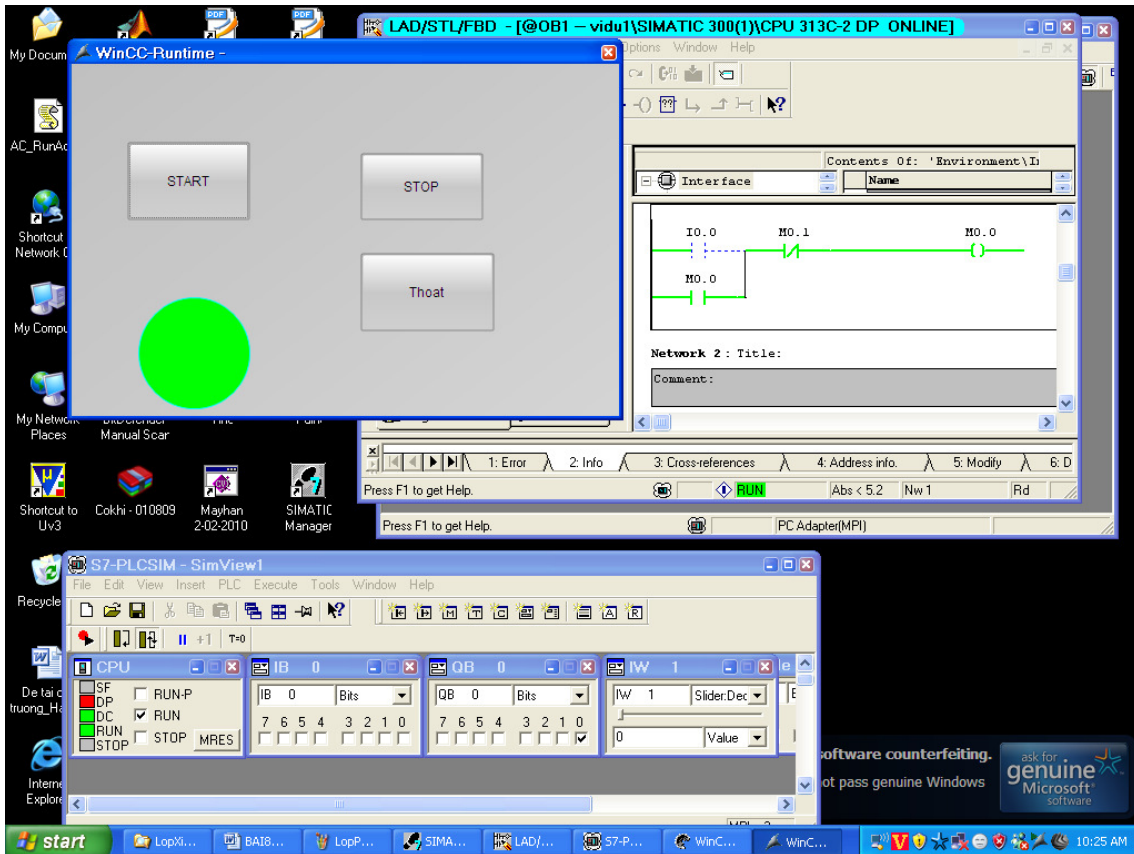 PDF
PDF
My Docum
AC_RunAc
Shortcut
Network C
My Compu
My Network
Places
Manual Scar
Shortcut to
Uv3
Cokhi - 010809
Mayhan
2-02-2010
SIMATIC
Manager
Recycle
De tai c
truong_Ha
Interne
Explore
WinCC-Runtime -
START
STOP
Thoat
LAD/STL/FBD - [@OB1 -- vidu1\SIMATIC 300(1)\CPU 313C-2 DP ONLINE]
Options Window Help
Contents Of: 'Environment\I
Interface
Name
I0.0 M0.1 M0.0
M0.0
Network 2 : Title:
Comment:
1: Error 2: Info 3: Cross-references 4: Address info. 5: Modify 6: D
Press F1 to get Help.
RUN
Abs < 5.2
Nw 1
Rd
Press F1 to get Help.
PC Adapter(MPI)
S7-PLCSIM - SimView1
File Edit View Insert PLC Execute Tools Window Help
+1 T=0
CPU
SF
DP
DC
RUN
STOP
RUN-P
RUN
STOP
MRES
IB 0
IB 0 Bits
7 6 5 4 3 2 1 0
QB 0
QB 0 Bits
7 6 5 4 3 2 1 0
IW 1
IW 1 Slider:Dec
0 Value
software counterfeiting.
not pass genuine Windows
ask for
genuine
Microsoft
software
start
LopXi...
BAI8...
LopP...
SIMA...
LAD/...
S7-P...
WinC...
WinC...
10:25 AM